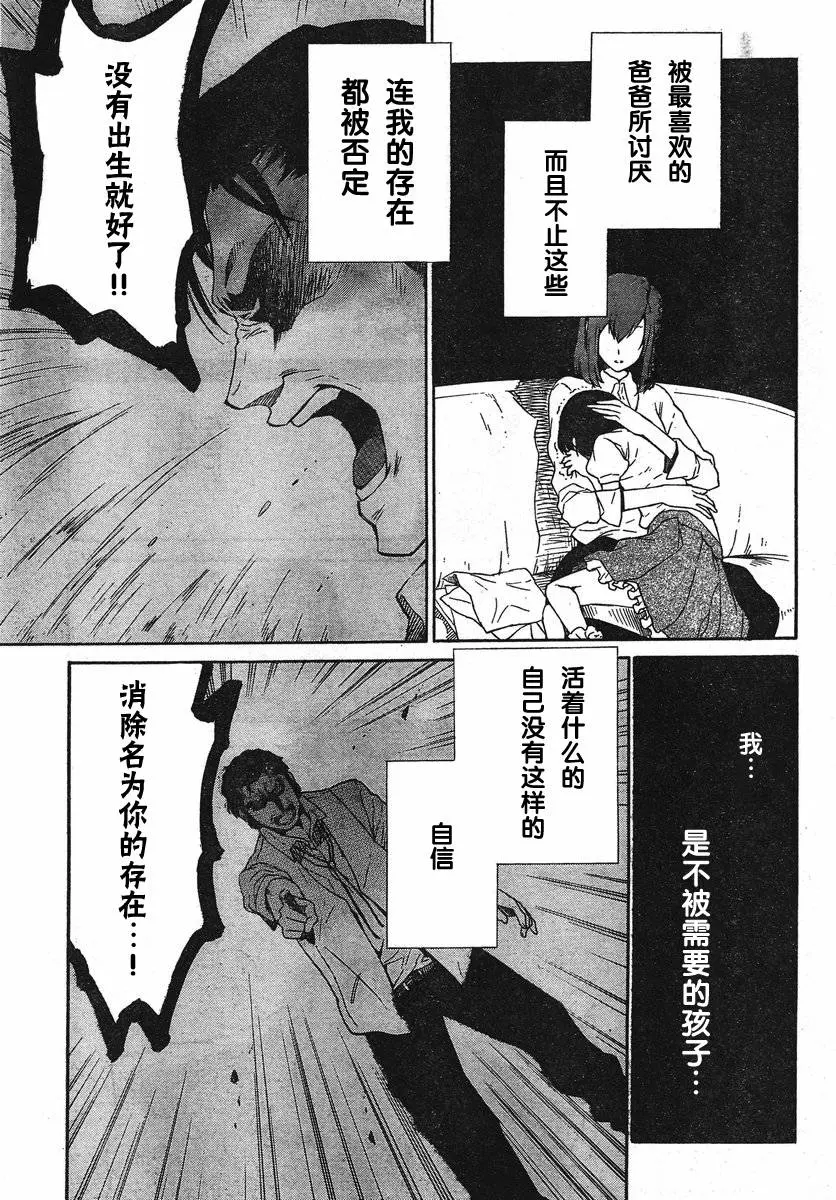 被最喜欢的
爸爸所讨厌
而且不止这些
连我的存在
都被否定
没有出生就好了!!
我…
是不被需要的孩子…
活着什么的
自己没有这样的
自信
消除名为你的存在…!